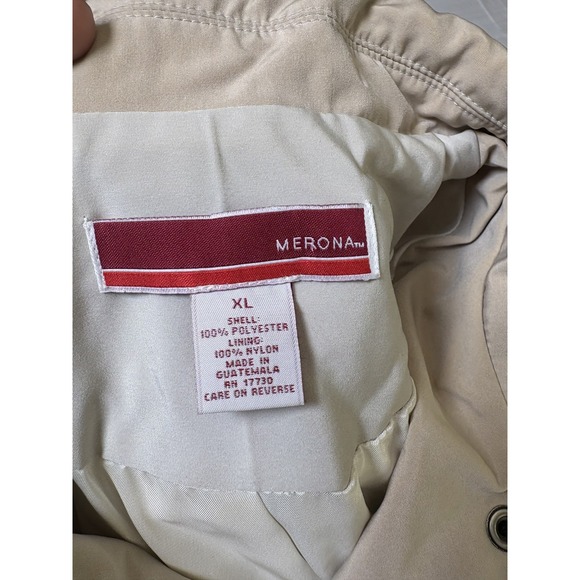 MERONA™
XL
SHELL:
100% POLYESTER
LINING:
100% NYLON
MADE IN
GUATEMALA
RN 17730
CARE ON REVERSE